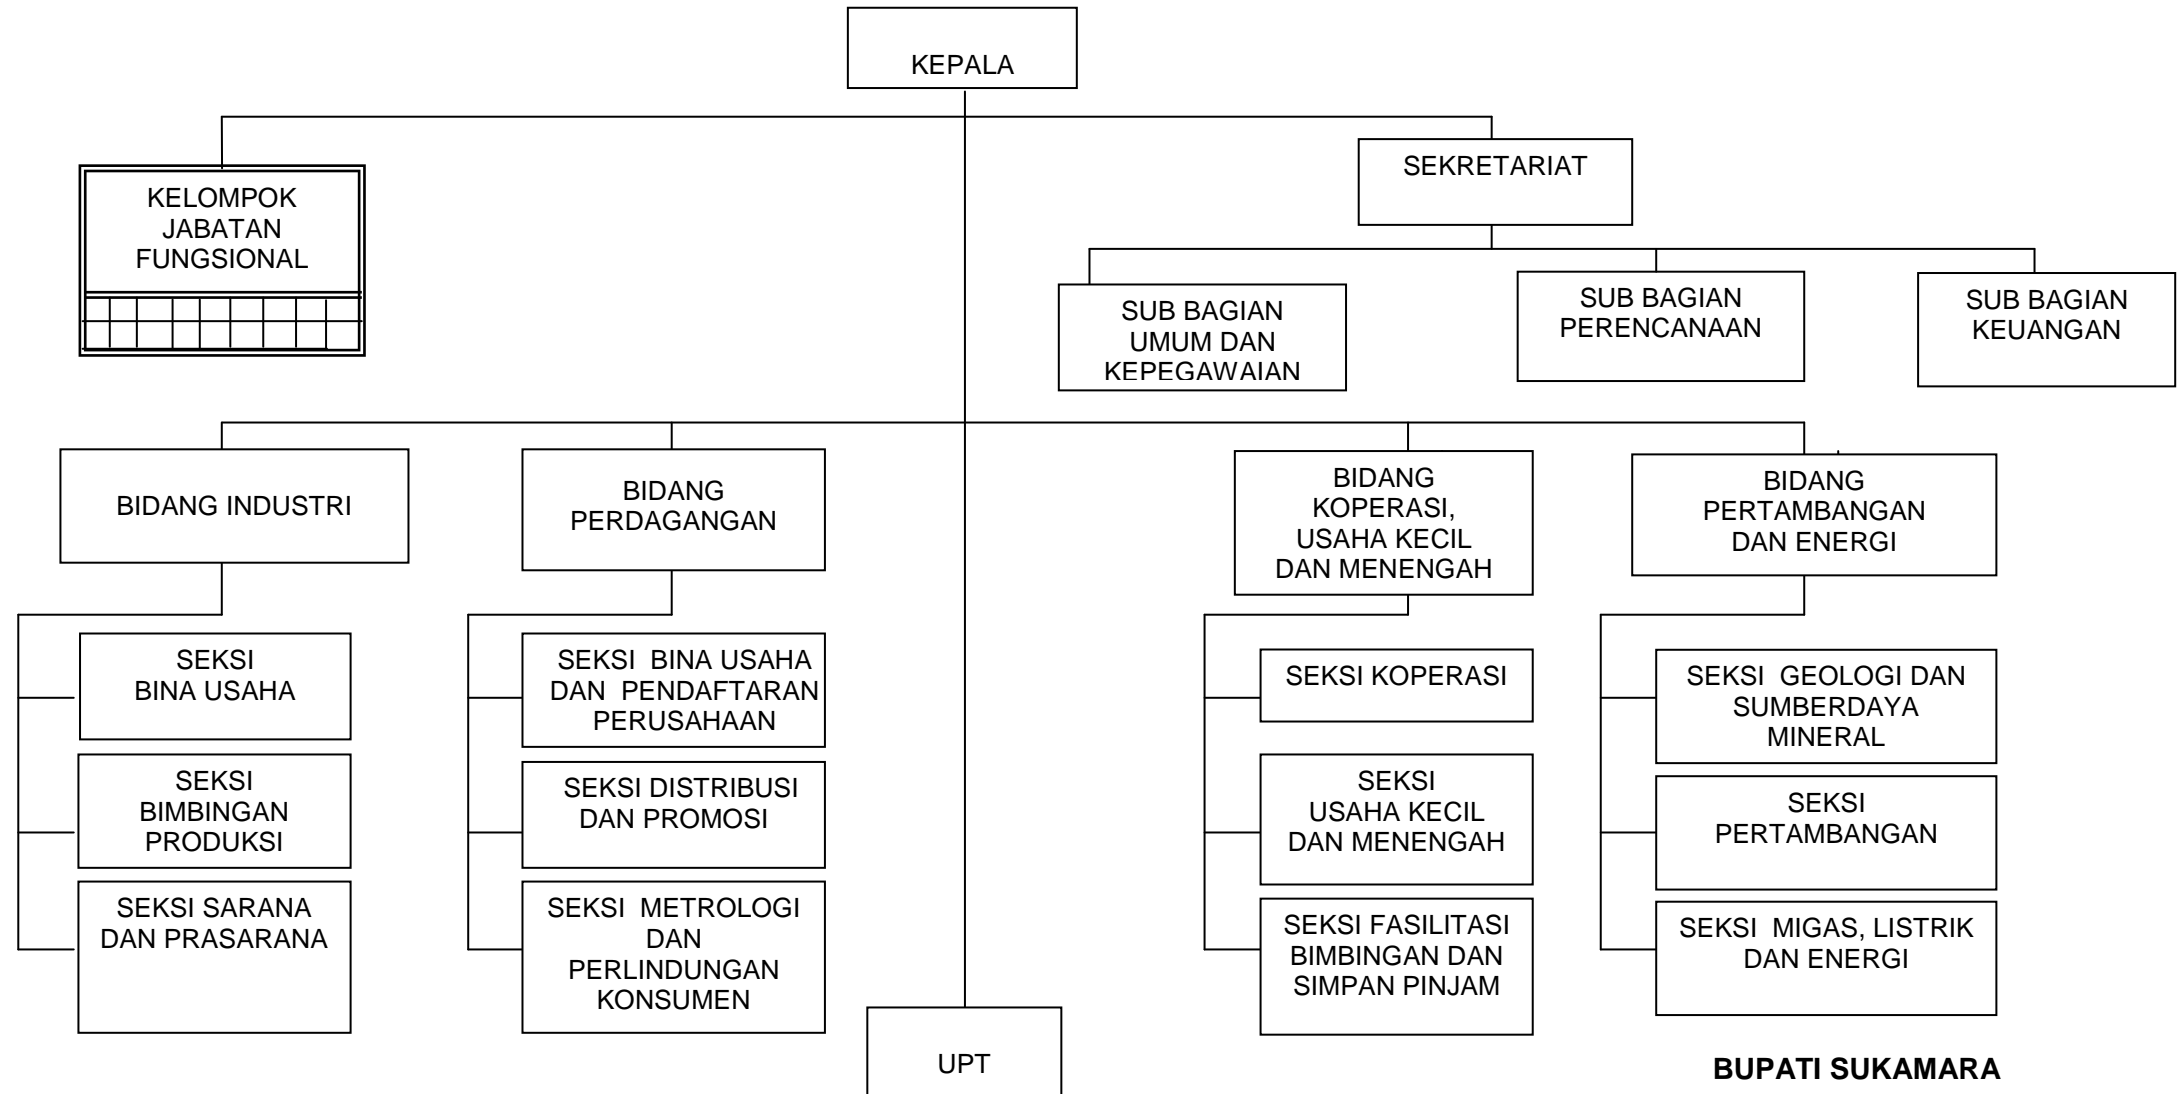 KEPALA
SEKRETARIAT
KELOMPOK
JABATAN
FUNGSIONAL
SUB BAGIAN
UMUM DAN
KEPEGAWAIAN
SUB BAGIAN
PERENCANAAN
SUB BAGIAN
KEUANGAN
BIDANG INDUSTRI
BIDANG
PERDAGANGAN
BIDANG
KOPERASI,
USAHA KECIL
DAN MENENGAH
BIDANG
PERTAMBANGAN
DAN ENERGI
SEKSI
BINA USAHA
SEKSI
BIMBINGAN
PRODUKSI
SEKSI SARANA
DAN PRASARANA
SEKSI BINA USAHA
DAN PENDAFTARAN
PERUSAHAAN
SEKSI DISTRIBUSI
DAN PROMOSI
SEKSI METROLOGI
DAN
PERLINDUNGAN
KONSUMEN
SEKSI KOPERASI
SEKSI
USAHA KECIL
DAN MENENGAH
SEKSI FASILITASI
BIMBINGAN DAN
SIMPAN PINJAM
SEKSI GEOLOGI DAN
SUMBERDAYA
MINERAL
SEKSI
PERTAMBANGAN
SEKSI MIGAS, LISTRIK
DAN ENERGI
UPT
BUPATI SUKAMARA